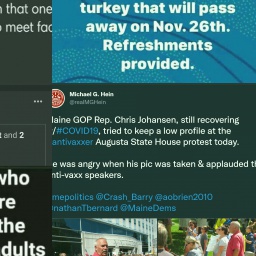 n that one
o meet fac
t and 2
who
re
the
dults
turkey that will pass
away on Nov. 26th.
Refreshments
provided.
Michael G. Hein
@realMGHein
laine GOP Rep. Chris Johansen, still recovering
/#COVID19, tried to keep a low profile at the
antivaxxer Augusta State House protest today.
e was angry when his pic was taken & applauded th
nti-vaxx speakers.
mepolitics @Crash_Barry @aobrien2010
nathanTbernard @MaineDems